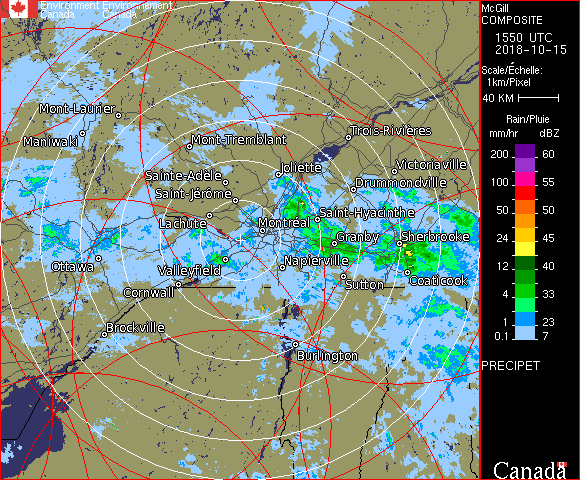 Environment Environnement
Canada Canada
Mont-Laurier
Maniwaki
Mont-Tremblant
Trois-Rivières
Joliette
Victoriaville
Sainte-Adèle
Drummondville
Saint-Jérôme
Saint-Hyacinthe
Lachute
Montréal
Granby
Sherbrooke
Ottawa
Valleyfield
Napierville
Coaticook
Sutton
Cornwall
Brockville
Burlington
McGill
COMPOSITE
1550 UTC
2018-10-15
Scale/Échelle:
1km/Pixel
40 KM
Rain/Pluie
mm/hr dBZ
200 60
100 55
50 50
24 45
12 40
4 33
1 23
0.1 7
PRECIPET
Canada